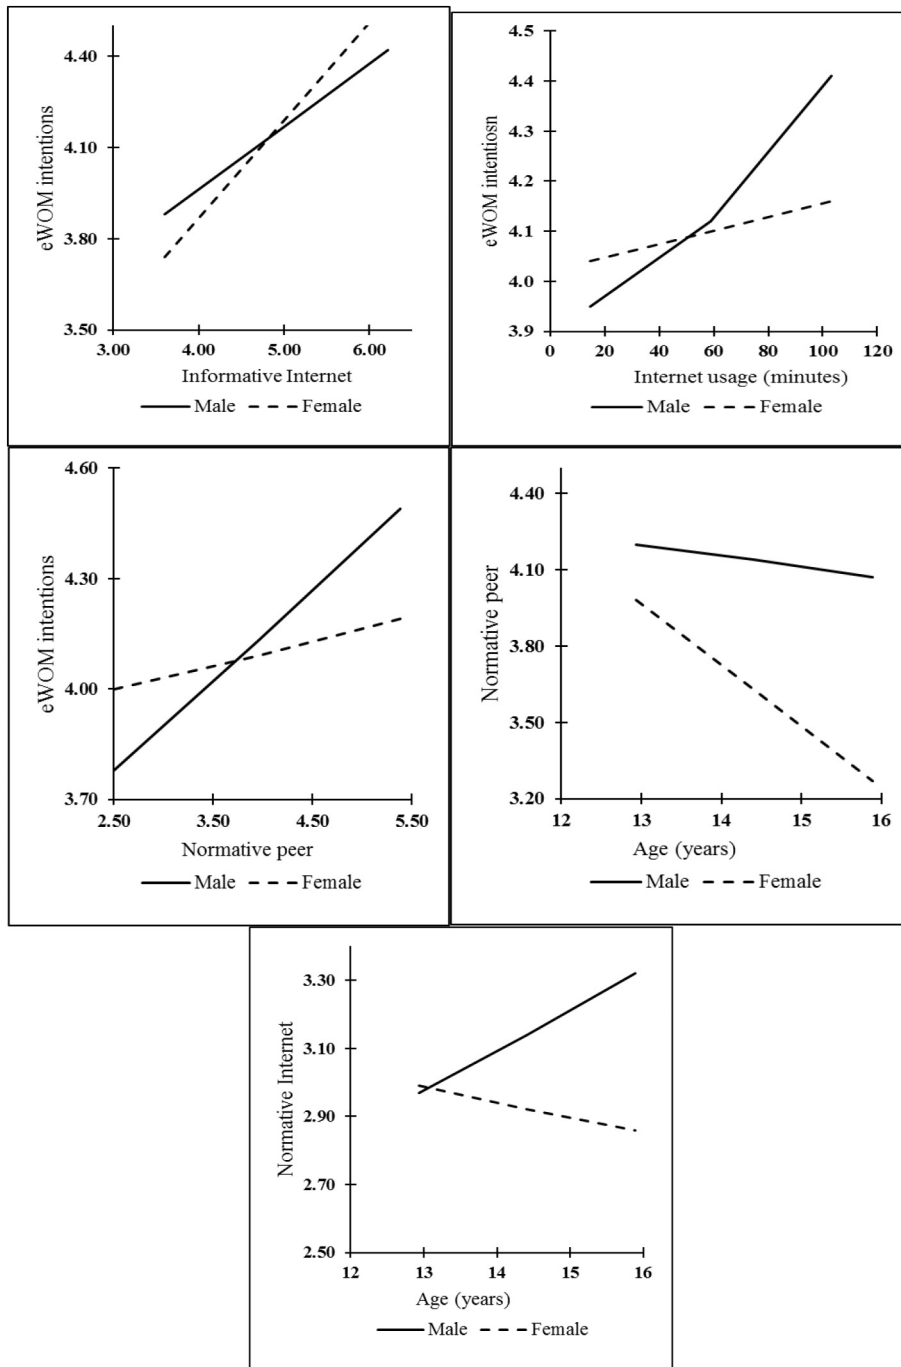 4.40
4.10
3.80
3.50
3.00 4.00 5.00 6.00
eWOM intentions
Informative Internet
Male Female
4.5
4.4
4.3
4.2
4.1
4.0
3.9
0 20 40 60 80 100 120
eWOM intentiosn
Internet usage (minutes)
Male Female
4.60
4.30
4.00
3.70
2.50 3.50 4.50 5.50
eWOM intentions
Normative peer
Male Female
4.40
4.10
3.80
3.50
3.20
12 13 14 15 16
Normative peer
Age (years)
Male Female
3.30
3.10
2.90
2.70
2.50
12 13 14 15 16
Normative Internet
Age (years)
Male Female